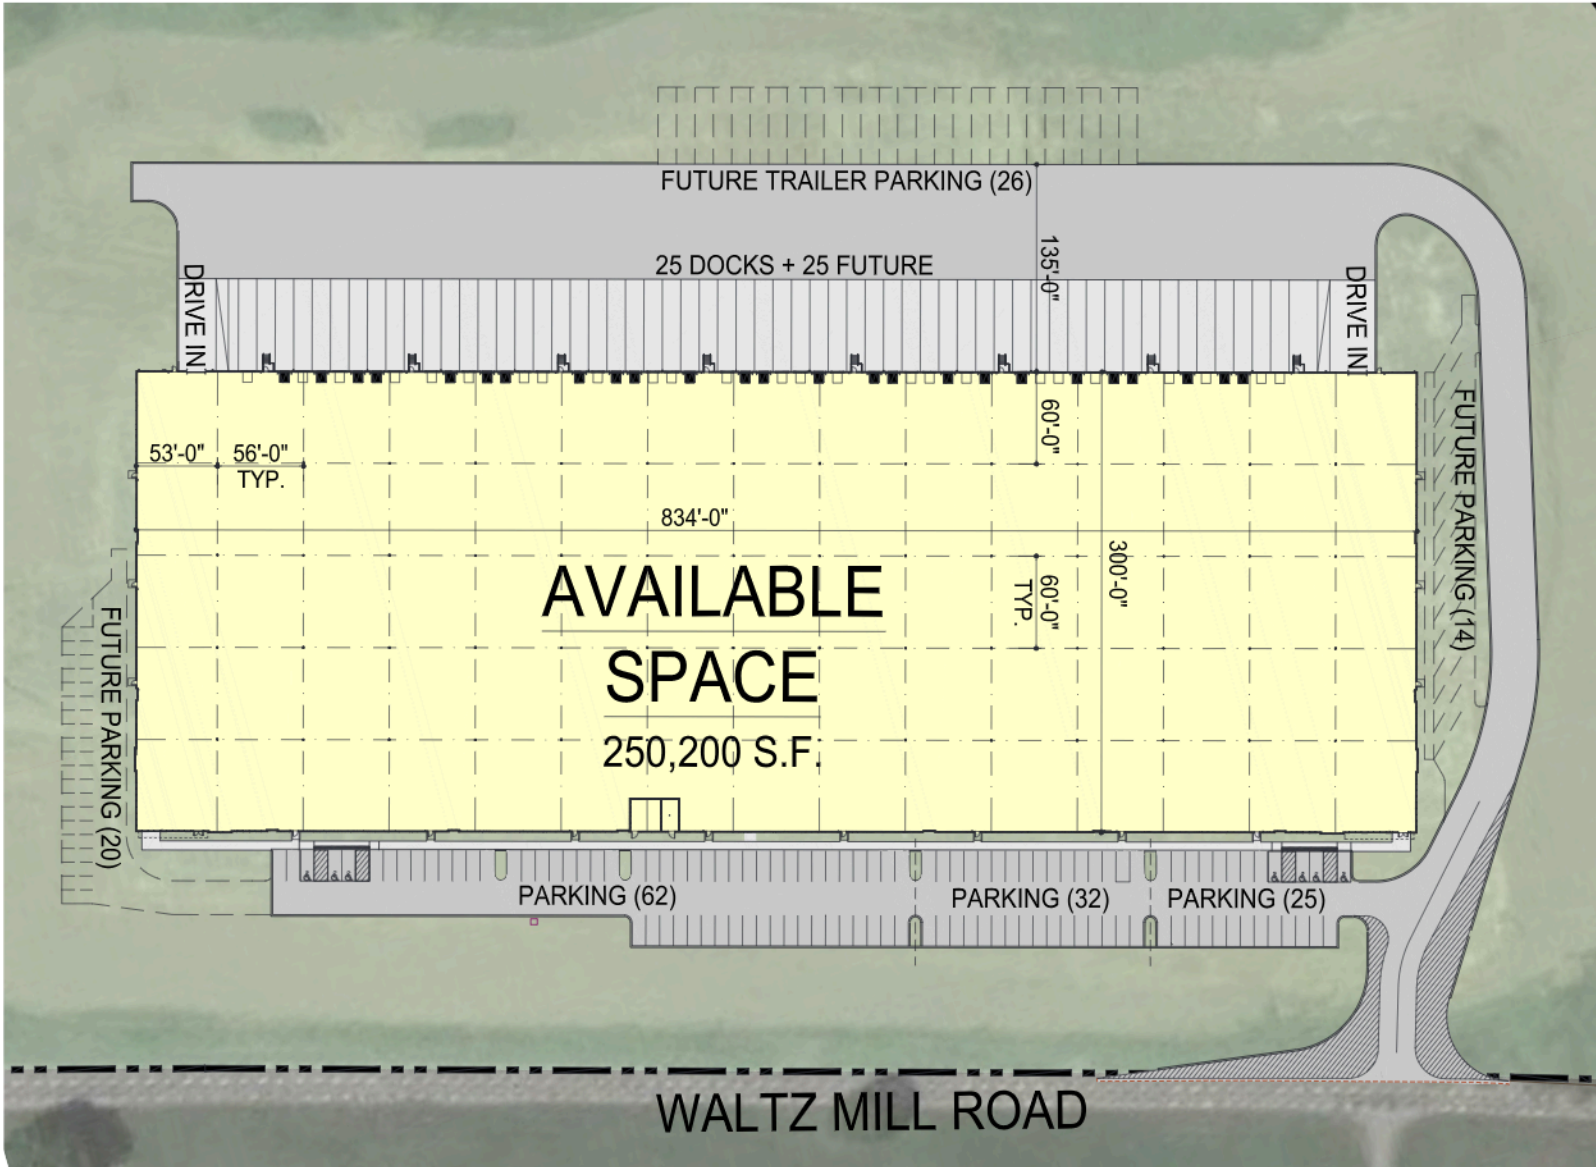 FUTURE TRAILER PARKING (26)
135'-0"
25 DOCKS + 25 FUTURE
DRIVE IN
DRIVE IN
60'-0"
FUTURE PARKING (14)
53'-0"
56'-0"
TYP.
834'-0"
300'-0"
AVAILABLE
SPACE
250,200 S.F.
60'-0"
TYP.
FUTURE PARKING (20)
PARKING (62)
PARKING (32)
PARKING (25)
WALTZ MILL ROAD